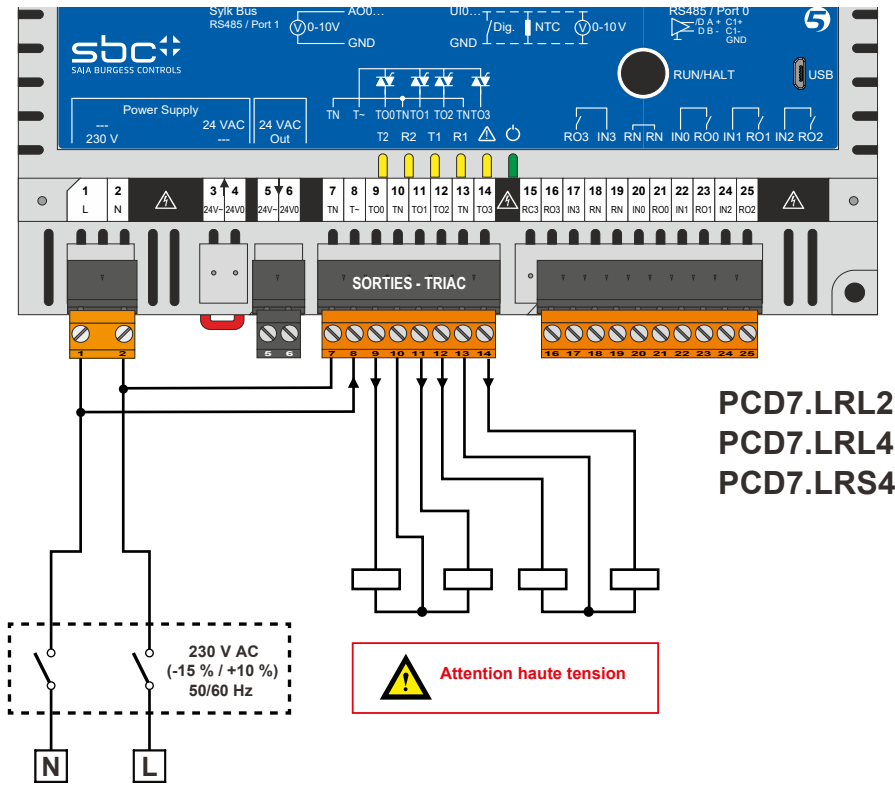 Sylk Bus
RS485 / Port 1
0-10V
AO0...
GND
UI0...
GND
Dig.
NTC
0-10V
RS485 / Port 0
/D A + C1+
D B - C1-
GND
5
sbc
SAIA BURGESS CONTROLS
RUN/HALT
USB
Power Supply
---
230 V
24 VAC
---
24 VAC
Out
TN T~ TO0 TN TO1 TO2 TN TO3
T2 R2 T1 R1
RO3 IN3 RN RN IN0 RO0 IN1 RO1 IN2 RO2
1 2 3 4 5 6 7 8 9 10 11 12 13 14 15 16 17 18 19 20 21 22 23 24 25
L N 24V~ 24V0 24V~ 24V0 TN T~ TO0 TN TO1 TO2 TN TO3 RC3 RO3 IN3 RN RN IN0 RO0 IN1 RO1 IN2 RO2
SORTIES - TRIAC
1 2 5 6 7 8 9 10 11 12 13 14 16 17 18 19 20 21 22 23 24 25
PCD7.LRL2
PCD7.LRL4
PCD7.LRS4
230 V AC
(-15 % / +10 %)
50/60 Hz
Attention haute tension
N L